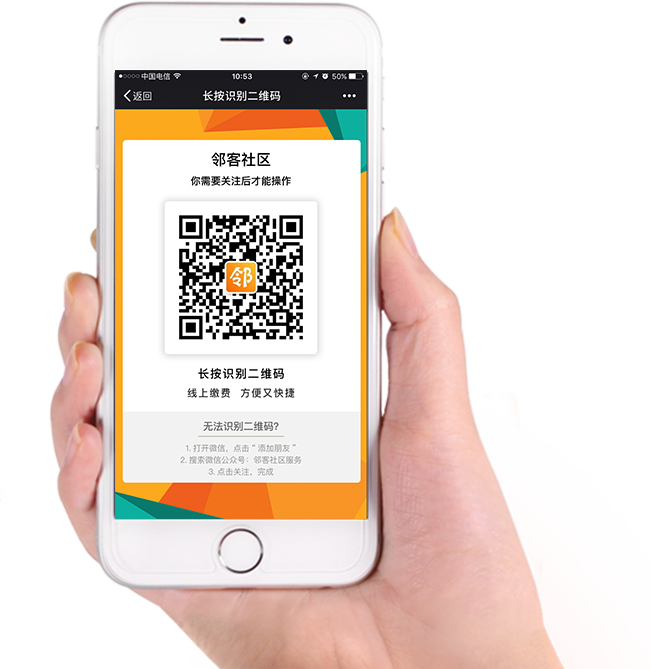 中国电信 10:53 50%
返回 长按识别二维码
邻客社区
你需要关注后才能操作
邻
长按识别二维码
线上缴费 方便又快捷
无法识别二维码?
1. 打开微信，点击“添加朋友”
2. 搜索微信公众号：邻客社区服务
3. 点击关注，完成